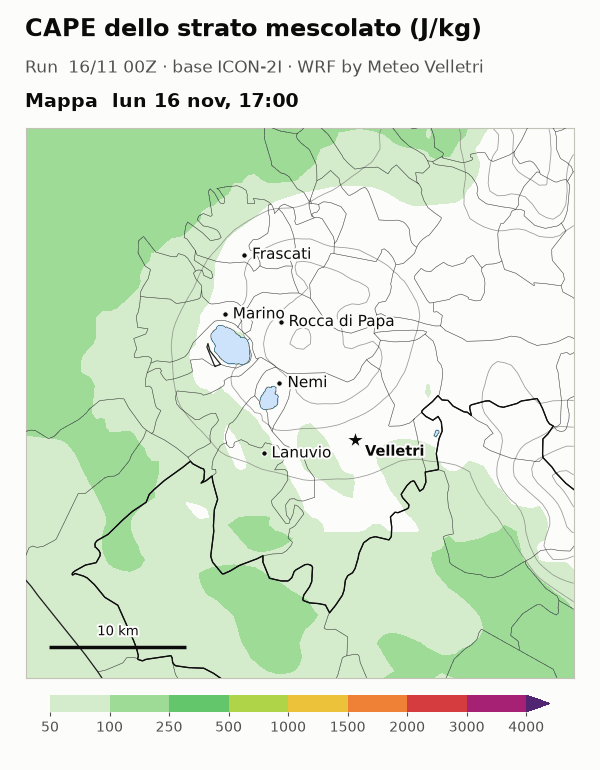 CAPE dello strato mescolato (J/kg)
Run  16/11 00Z · base ICON-2I · WRF by Meteo Velletri
Mappa  lun 16 nov, 17:00
Frascati
Marino
Rocca di Papa
Nemi
Velletri
Lanuvio
10 km
50 100 250 500 1000 1500 2000 3000 4000